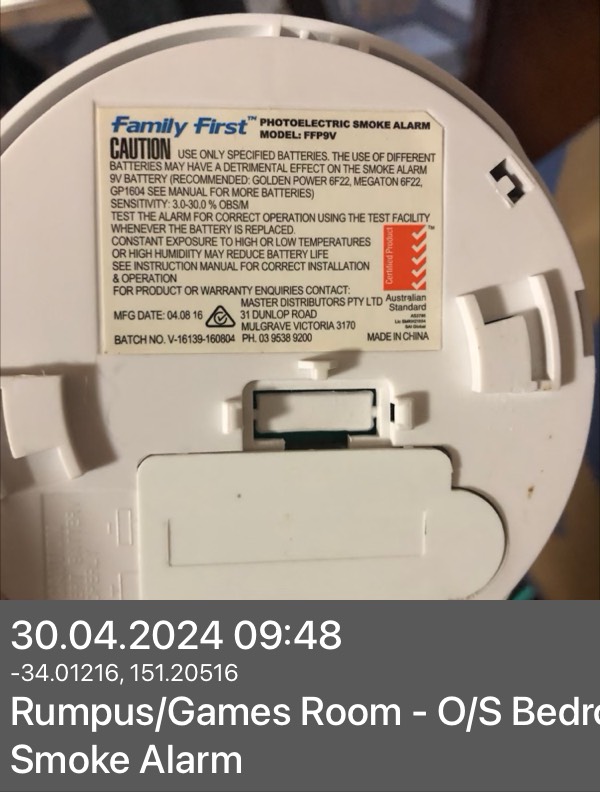 Family First™ PHOTOELECTRIC SMOKE ALARM
MODEL: FFP9V
CAUTION USE ONLY SPECIFIED BATTERIES. THE USE OF DIFFERENT
BATTERIES MAY HAVE A DETRIMENTAL EFFECT ON THE SMOKE ALARM
9V BATTERY (RECOMMENDED: GOLDEN POWER 6F22, MEGATON 6F22,
GP1604 SEE MANUAL FOR MORE BATTERIES)
SENSITIVITY: 3.0-30.0 % OBS/M
TEST THE ALARM FOR CORRECT OPERATION USING THE TEST FACILITY
WHENEVER THE BATTERY IS REPLACED.
CONSTANT EXPOSURE TO HIGH OR LOW TEMPERATURES
OR HIGH HUMIDIITY MAY REDUCE BATTERY LIFE
SEE INSTRUCTION MANUAL FOR CORRECT INSTALLATION
& OPERATION
FOR PRODUCT OR WARRANTY ENQUIRIES CONTACT:
MASTER DISTRIBUTORS PTY LTD
MFG DATE: 04.08 16
31 DUNLOP ROAD
MULGRAVE VICTORIA 3170
BATCH NO. V-16139-160804 PH. 03 9538 9200
Certified Product
™
Australian
Standard
AS3786
MADE IN CHINA
30.04.2024 09:48
-34.01216, 151.20516
Rumpus/Games Room - O/S Bedro
Smoke Alarm